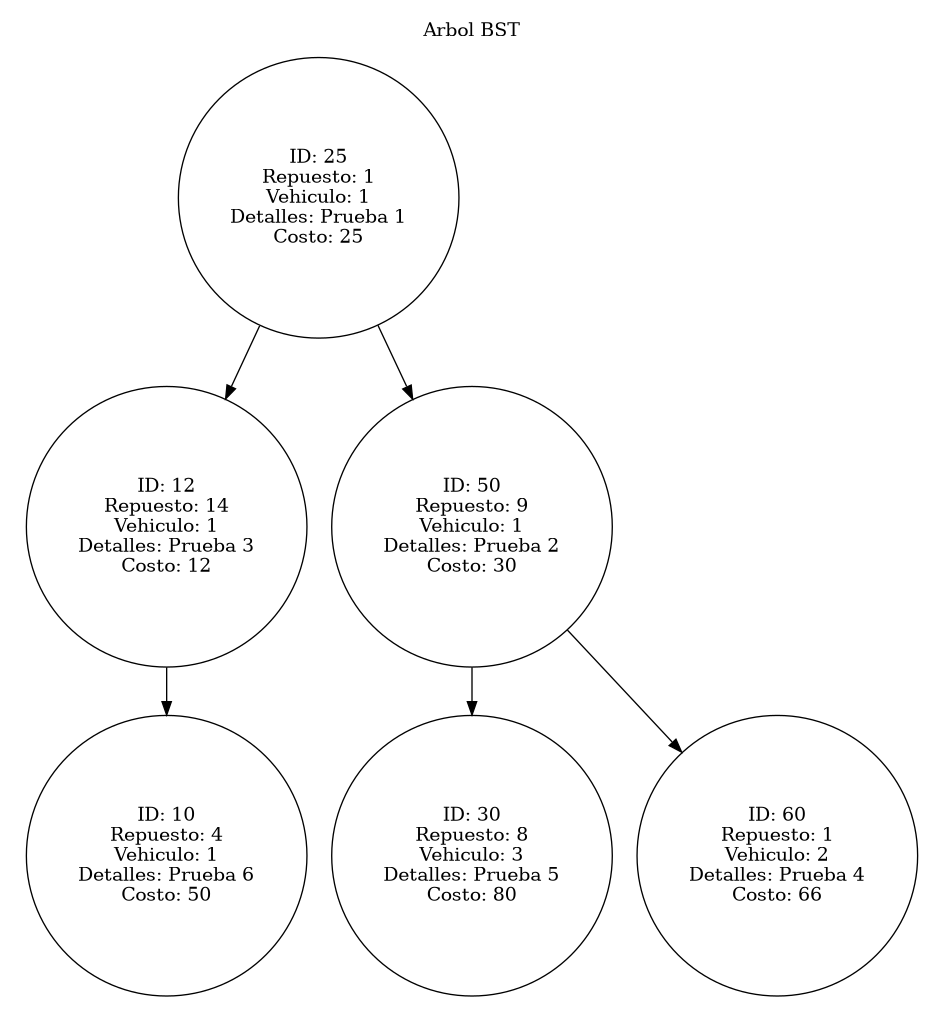 Arbol BST
ID: 25
Repuesto: 1
Vehiculo: 1
Detalles: Prueba 1
Costo: 25
ID: 12
Repuesto: 14
Vehiculo: 1
Detalles: Prueba 3
Costo: 12
ID: 50
Repuesto: 9
Vehiculo: 1
Detalles: Prueba 2
Costo: 30
ID: 10
Repuesto: 4
Vehiculo: 1
Detalles: Prueba 6
Costo: 50
ID: 30
Repuesto: 8
Vehiculo: 3
Detalles: Prueba 5
Costo: 80
ID: 60
Repuesto: 1
Vehiculo: 2
Detalles: Prueba 4
Costo: 66